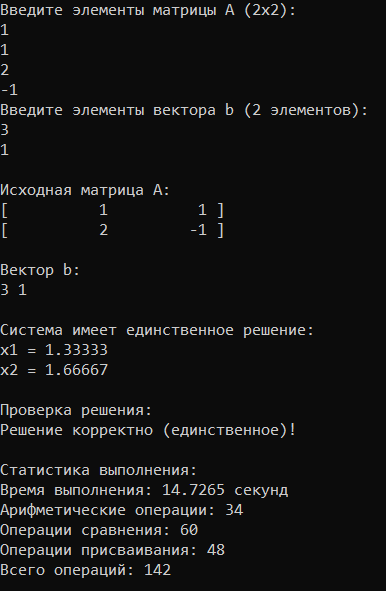 Введите элементы матрицы A (2x2):
1
1
2
-1
Введите элементы вектора b (2 элементов):
3
1
Исходная матрица A:
[ 1 1 ]
[ 2 -1 ]
Вектор b:
3 1
Система имеет единственное решение:
x1 = 1.33333
x2 = 1.66667
Проверка решения:
Решение корректно (единственное)!
Статистика выполнения:
Время выполнения: 14.7265 секунд
Арифметические операции: 34
Операции сравнения: 60
Операции присваивания: 48
Всего операций: 142